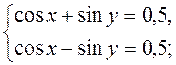 cos x + sin y = 0,5,
cos x − sin y = 0,5;